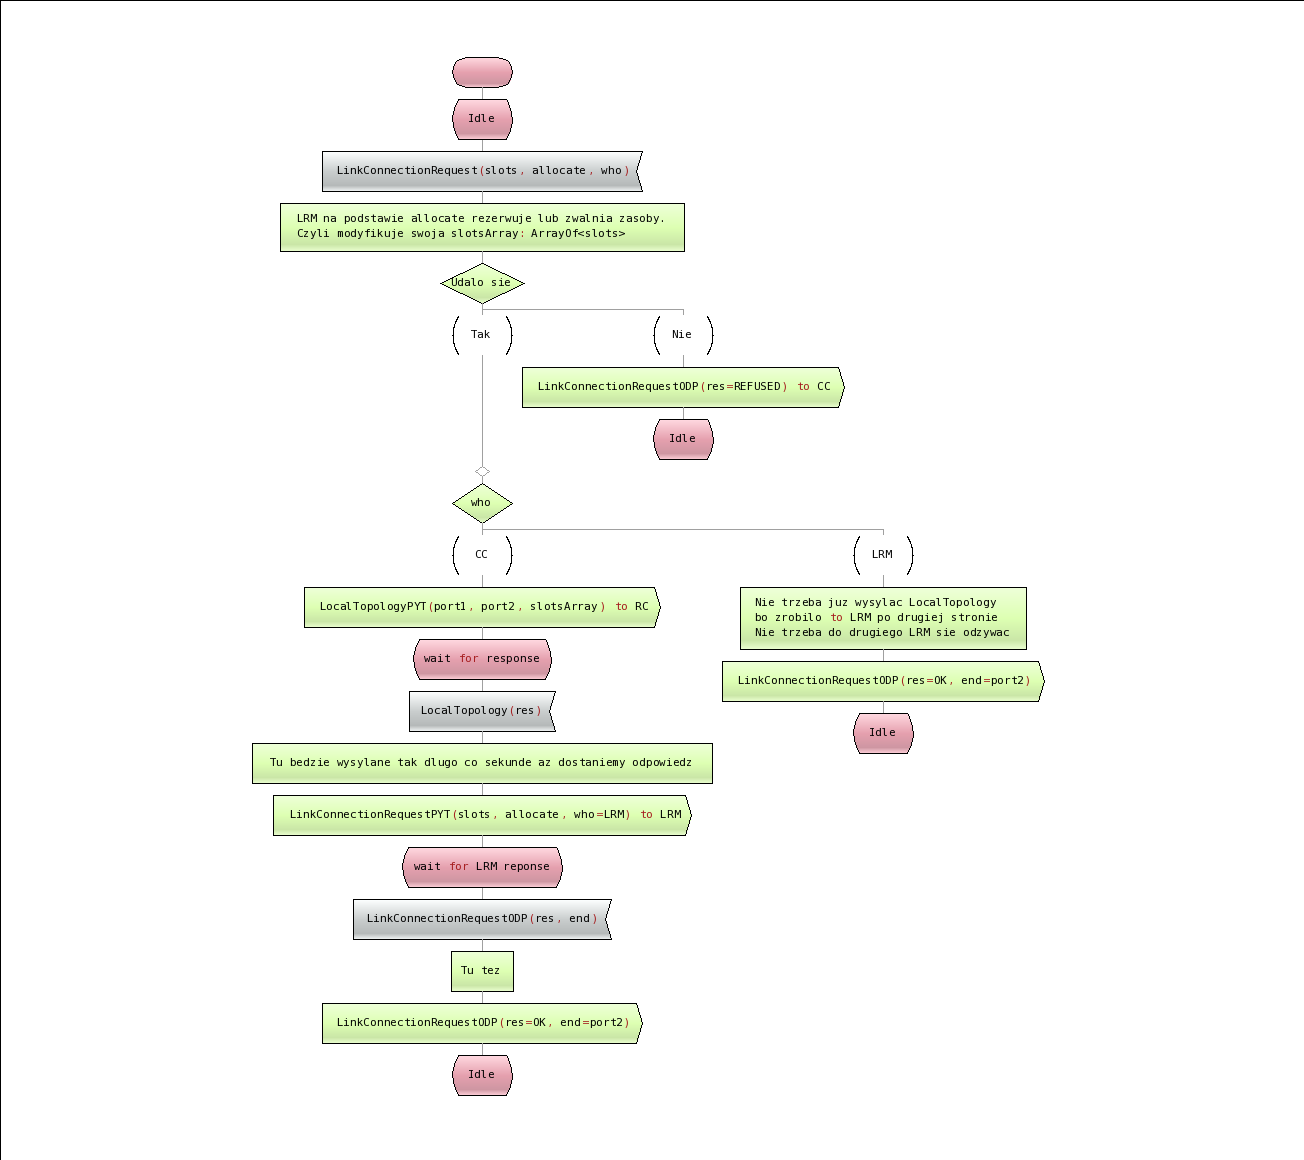 Idle
LinkConnectionRequest(slots, allocate, who)
LRM na podstawie allocate rezerwuje lub zwalnia zasoby.
Czyli modyfikuje swoja slotsArray: ArrayOf<slots>
Udalo sie
Tak
Nie
LinkConnectionRequestODP(res=REFUSED) to CC
Idle
who
CC
LRM
LocalTopologyPYT(port1, port2, slotsArray) to RC
wait for response
LocalTopology(res)
Tu bedzie wysylane tak dlugo co sekunde az dostaniemy odpowiedz
LinkConnectionRequestPYT(slots, allocate, who=LRM) to LRM
wait for LRM reponse
LinkConnectionRequestODP(res, end)
Tu tez
LinkConnectionRequestODP(res=OK, end=port2)
Idle
Nie trzeba juz wysylac LocalTopology
bo zrobilo to LRM po drugiej stronie
Nie trzeba do drugiego LRM sie odzywac
LinkConnectionRequestODP(res=OK, end=port2)
Idle